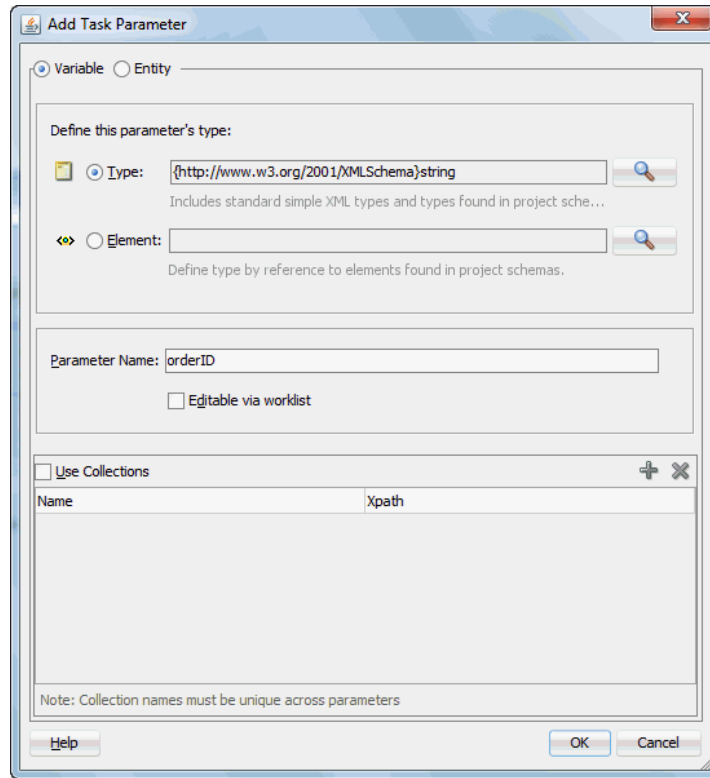 Add Task Parameter
Variable Entity
Define this parameter's type:
Type: {http://www.w3.org/2001/XMLSchema}string
Includes standard simple XML types and types found in project sche...
Element:
Define type by reference to elements found in project schemas.
Parameter Name: orderID
Editable via worklist
Use Collections
Name Xpath
Note: Collection names must be unique across parameters
Help OK Cancel